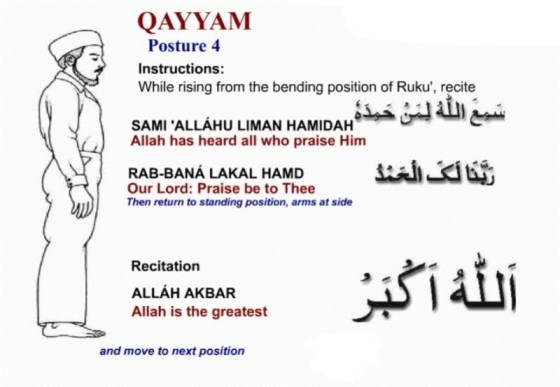 QAYYAM
Posture 4
Instructions:
While rising from the bending position of Ruku', recite
سَمِعَ اللهُ لِمَنْ حَمِدَهُ
SAMI 'ALLÁHU LIMAN HAMIDAH
Allah has heard all who praise Him
RAB-BANÁ LAKAL HAMD
رَبَّنَا لَكَ الْحَمْدُ
Our Lord: Praise be to Thee
Then return to standing position, arms at side
Recitation
ALLÁH AKBAR
اَللهُ اَكْبَرْ
Allah is the greatest
and move to next position